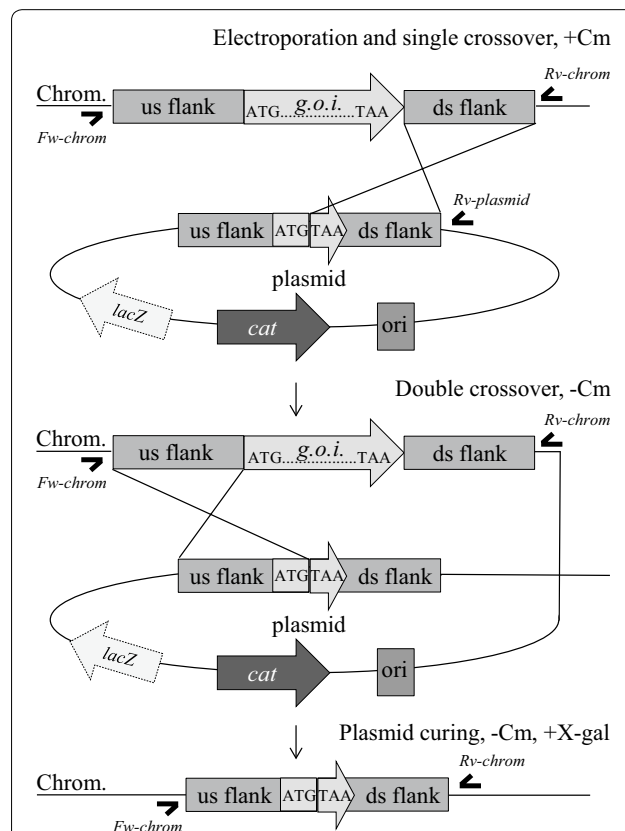 Electroporation and single crossover, +Cm
Rv-chrom
Chrom.
us flank
g.o.i.
ds flank
ATG................TAA
Fw-chrom
Rv-plasmid
us flank ATG TAA ds flank
plasmid
lacZ
cat
ori
Double crossover, -Cm
Rv-chrom
Chrom.
us flank
g.o.i.
ds flank
ATG................TAA
Fw-chrom
us flank ATG TAA ds flank
plasmid
lacZ
cat
ori
Plasmid curing, -Cm, +X-gal
Rv-chrom
Chrom.
us flank ATG TAA ds flank
Fw-chrom